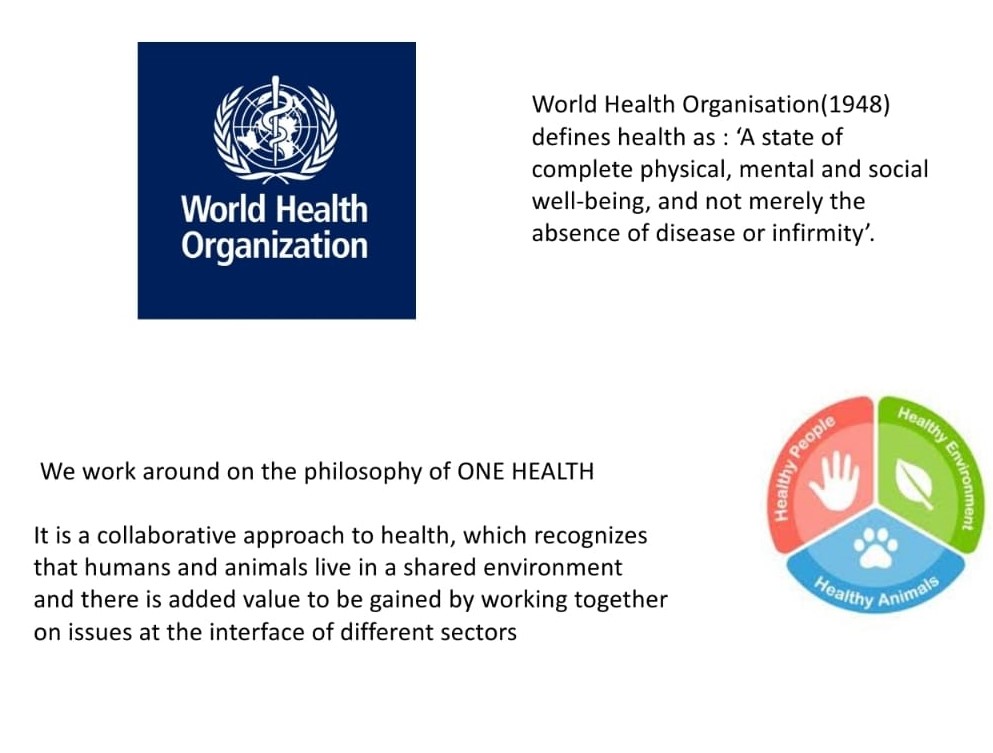 World Health
Organization
World Health Organisation(1948)
defines health as : ‘A state of
complete physical, mental and social
well-being, and not merely the
absence of disease or infirmity’.
We work around on the philosophy of ONE HEALTH
It is a collaborative approach to health, which recognizes
that humans and animals live in a shared environment
and there is added value to be gained by working together
on issues at the interface of different sectors
Healthy People
Healthy Environment
Healthy Animals